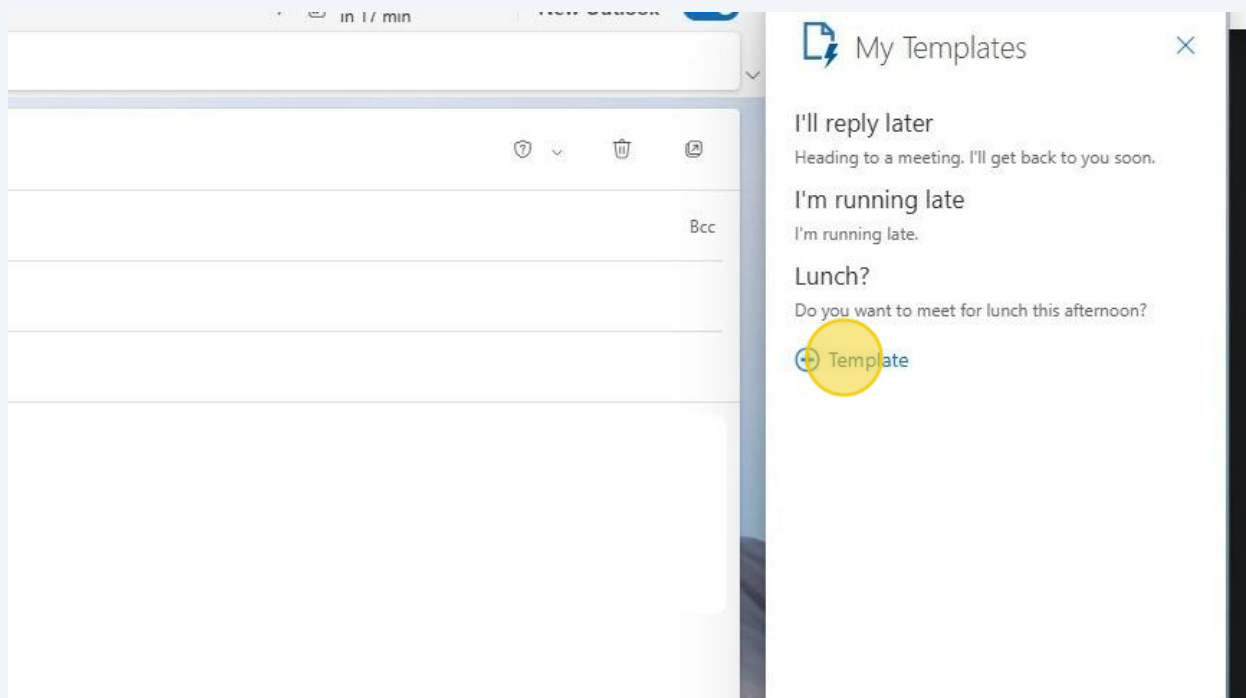 in 17 min
New Outlook
My Templates
I'll reply later
Heading to a meeting. I'll get back to you soon.
Bcc
I'm running late
I'm running late.
Lunch?
Do you want to meet for lunch this afternoon?
Template